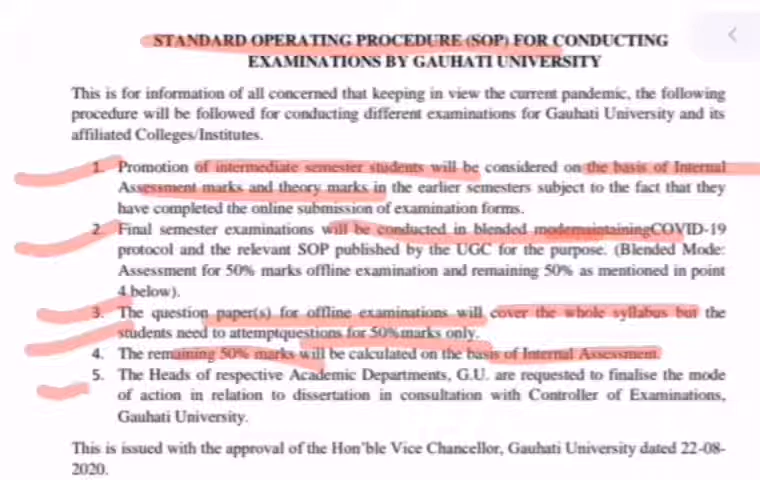 STANDARD OPERATING PROCEDURE (SOP) FOR CONDUCTING
EXAMINATIONS BY GAUHATI UNIVERSITY
This is for information of all concerned that keeping in view the current pandemic, the following
procedure will be followed for conducting different examinations for Gauhati University and its
affiliated Colleges/Institutes.
1. Promotion of intermediate semester students will be considered on the basis of Internal
Assessment marks and theory marks in the earlier semesters subject to the fact that they
have completed the online submission of examination forms.
2. Final semester examinations will be conducted in blended modemaintainingCOVID-19
protocol and the relevant SOP published by the UGC for the purpose. (Blended Mode:
Assessment for 50% marks offline examination and remaining 50% as mentioned in point
4 below).
3. The question paper(s) for offline examinations will cover the whole syllabus but the
students need to attemptquestions for 50%marks only.
4. The remaining 50% marks will be calculated on the basis of Internal Assessment.
5. The Heads of respective Academic Departments, G.U. are requested to finalise the mode
of action in relation to dissertation in consultation with Controller of Examinations,
Gauhati University.
This is issued with the approval of the Hon'ble Vice Chancellor, Gauhati University dated 22-08-
2020.